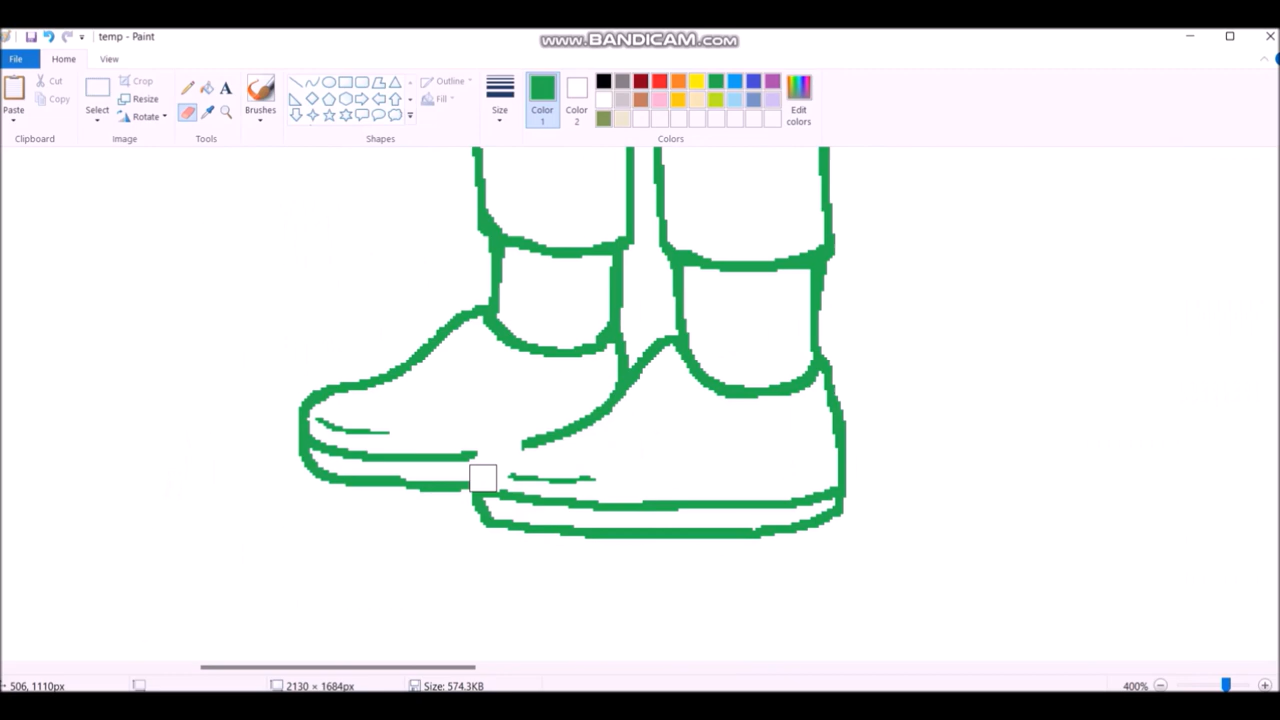 www.BANDICAM.com
temp - Paint
File Home View
Cut
Copy
Paste
Clipboard
Select
Crop
Resize
Rotate
Image
A
Tools
Brushes
Outline
Fill
Shapes
Size
Color 1
Color 2
Edit colors
Colors
506, 1110px
2130 × 1684px
Size: 574.3KB
400%